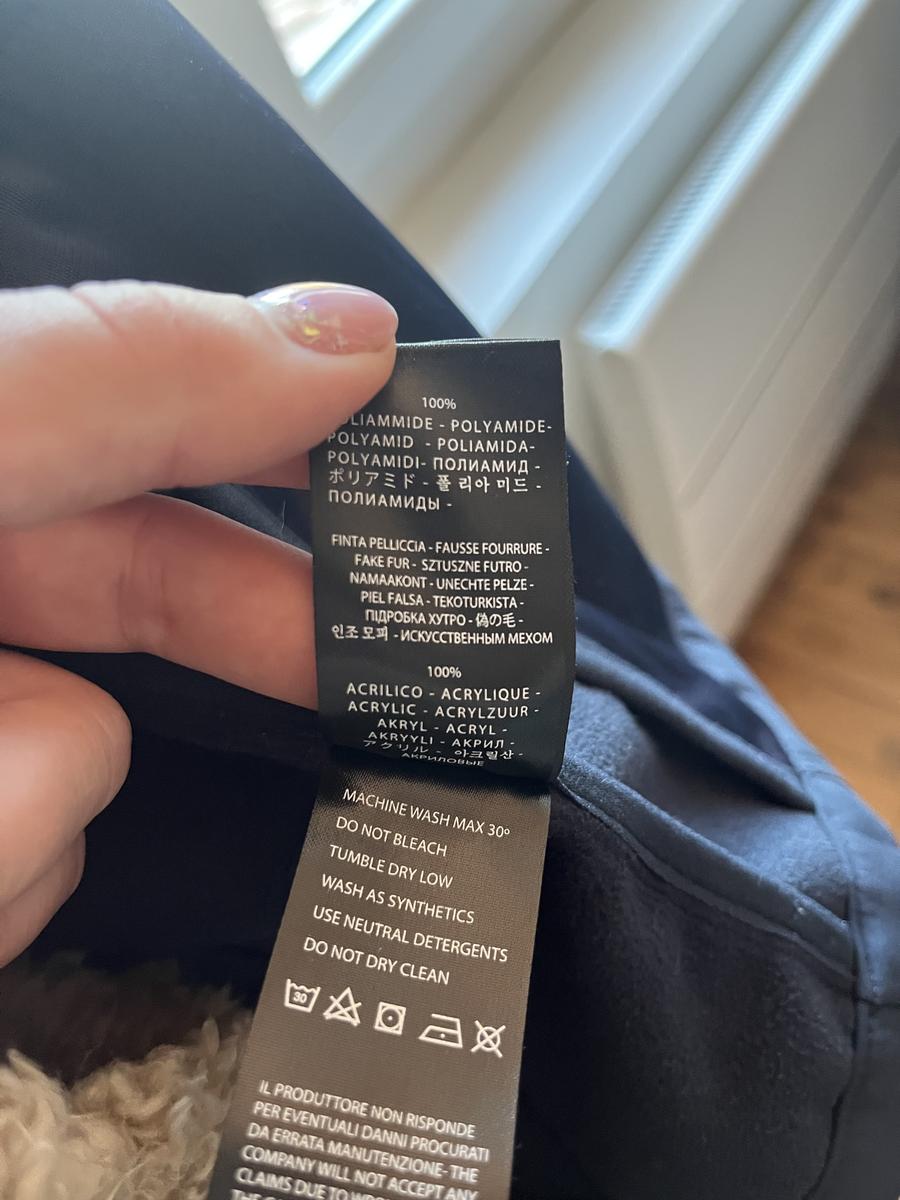 100%
POLIAMMIDE - POLYAMIDE-
POLYAMID - POLIAMIDA-
POLYAMIDI- ПОЛИАМИД -
ポリアミド - 폴 리아 미드 -
ПОЛИАМИДЫ -
FINTA PELLICCIA - FAUSSE FOURRURE -
FAKE FUR - SZTUSZNE FUTRO -
NAMAAKONT - UNECHTE PELZE -
PIEL FALSA - TEKOTURKISTA -
ПІДРОБКА ХУТРО - 偽の毛 -
인조 모피 - ИСКУССТВЕННЫМ МЕХОМ
100%
ACRILICO - ACRYLIQUE -
ACRYLIC - ACRYLZUUR -
AKRYL - ACRYL -
AKRYYLI - АКРИЛ -
アクリル - 아크릴산 -
АКРИЛОВЫЕ
MACHINE WASH MAX 30º
DO NOT BLEACH
TUMBLE DRY LOW
WASH AS SYNTHETICS
USE NEUTRAL DETERGENTS
DO NOT DRY CLEAN
30
IL PRODUTTORE NON RISPONDE
PER EVENTUALI DANNI PROCURATI
DA ERRATA MANUTENZIONE- THE
COMPANY WILL NOT ACCEPT ANY
CLAIMS DUE TO